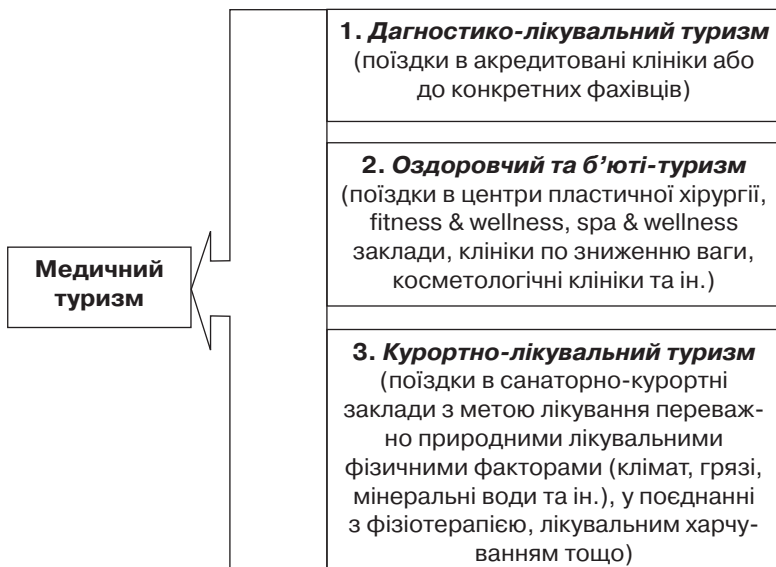 Медичний
туризм
1. Дагностико-лікувальний туризм
(поїздки в акредитовані клініки або
до конкретних фахівців)
2. Оздоровчий та б’юті-туризм
(поїздки в центри пластичної хірургії,
fitness & wellness, spa & wellness
заклади, клініки по зниженню ваги,
косметологічні клініки та ін.)
3. Курортно-лікувальний туризм
(поїздки в санаторно-курортні
заклади з метою лікування переваж-
но природними лікувальними
фізичними факторами (клімат, грязі,
мінеральні води та ін.), у поєднанні
з фізіотерапією, лікувальним харчу-
ванням тощо)